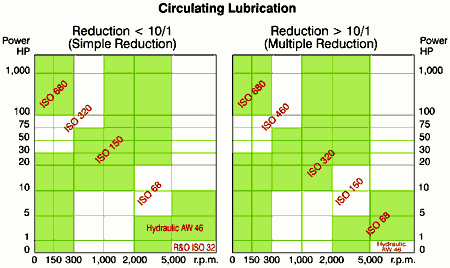 Circulating Lubrication
Reduction < 10/1
(Simple Reduction)
Reduction > 10/1
(Multiple Reduction)
Power
HP
1,000
100
75
50
30
20
10
5
1
0
ISO 680
ISO 320
ISO 150
ISO 68
Hydraulic AW 46
R&O ISO 32
0 150 300 1,000 2,000 5,000 r.p.m.
Power
HP
1,000
100
75
50
30
20
10
5
1
0
ISO 680
ISO 460
ISO 320
ISO 150
ISO 68
Hydraulic
AW 46
0 150 300 1,000 2,000 5,000 r.p.m.